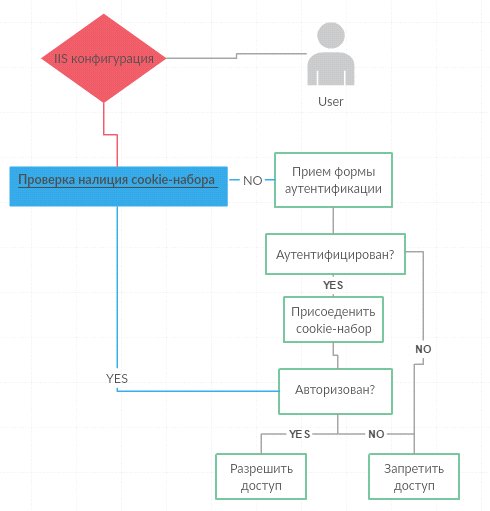 IIS конфигурация
User
Проверка налиция cookie-набора
NO
Прием формы
аутентификации
Аутентифицирован?
YES
Присоеденить
cookie-набор
NO
YES
Авторизован?
YES
NO
Разрешить
доступ
Запретить
доступ